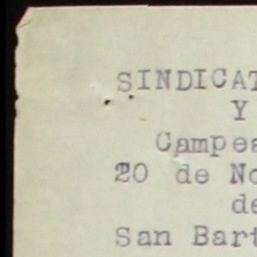 SINDICAT
Y
Campes
20 de No
de
San Bart